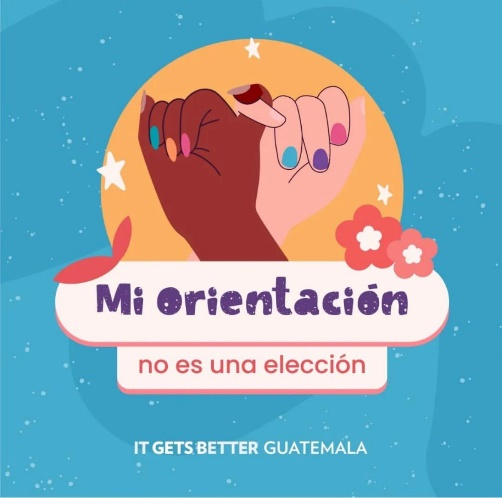 Mi orientación
no es una elección
IT GETS BETTER GUATEMALA